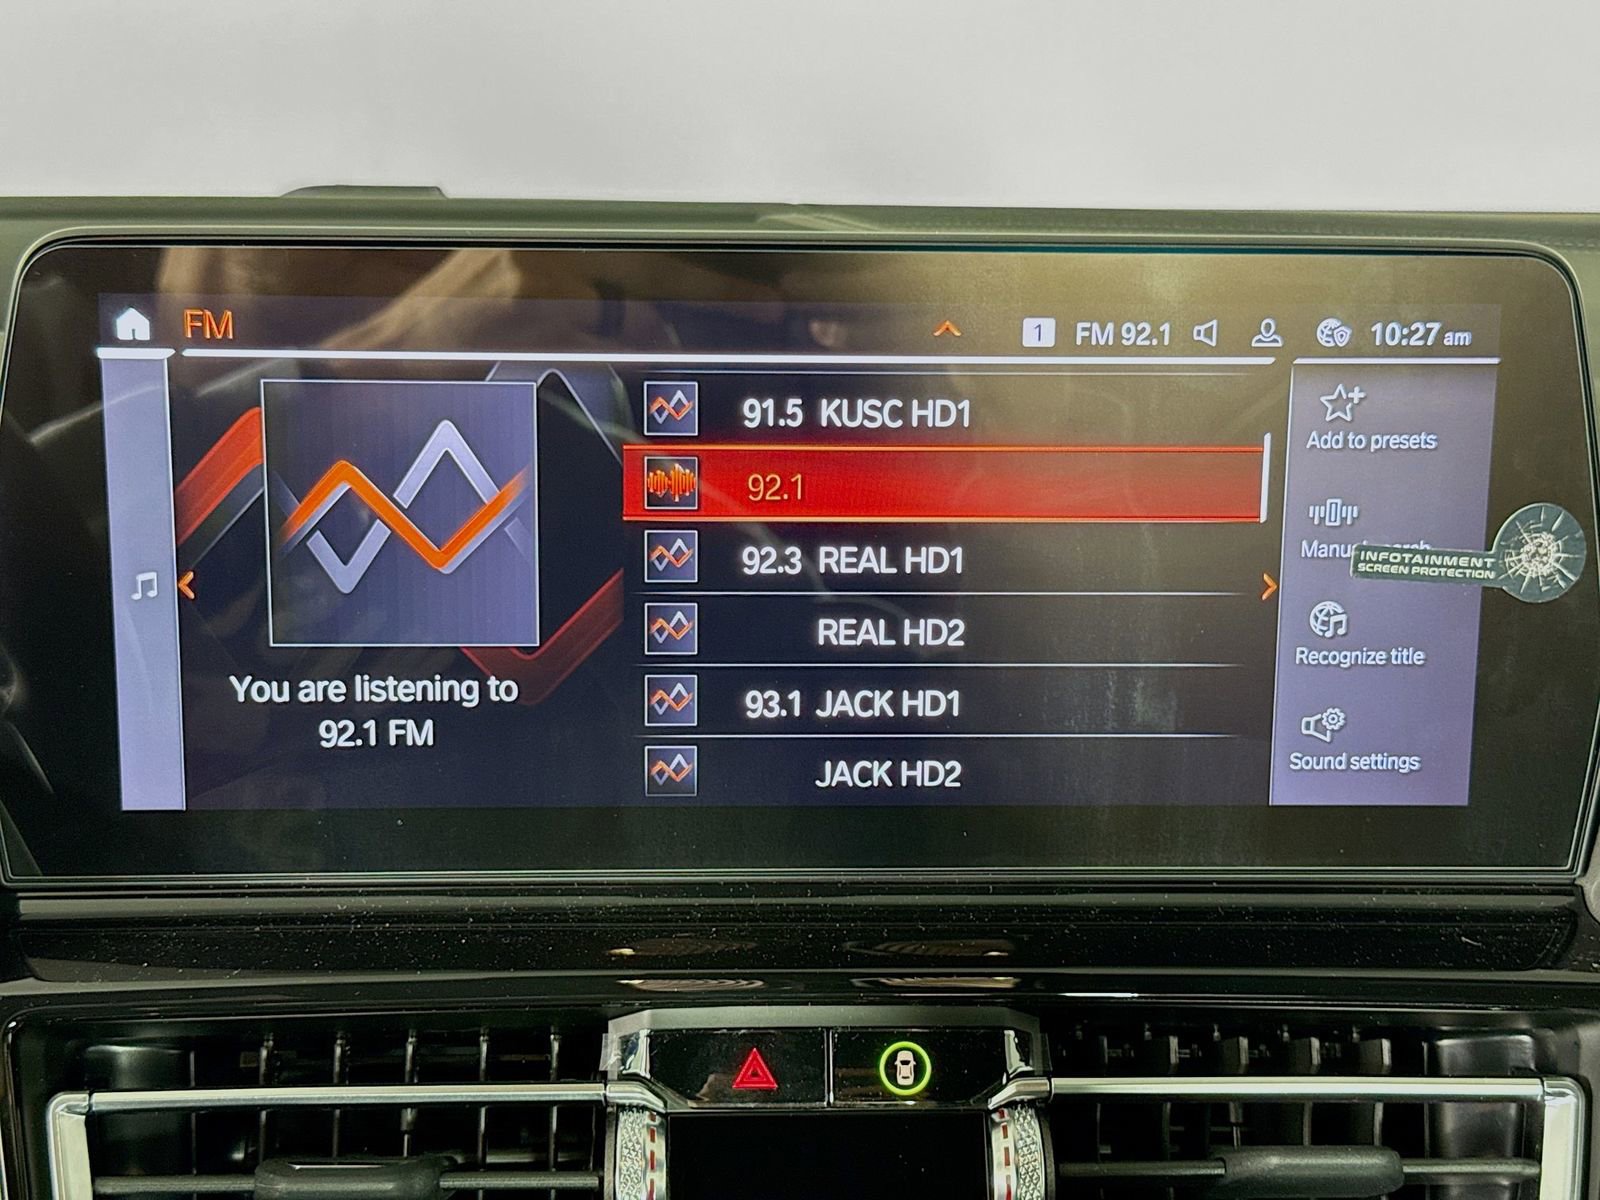 FM
1 FM 92.1 10:27 am
91.5 KUSC HD1
92.1
92.3 REAL HD1
REAL HD2
93.1 JACK HD1
JACK HD2
You are listening to
92.1 FM
Add to presets
INFOTAINMENT
SCREEN PROTECTION
Recognize title
Sound settings